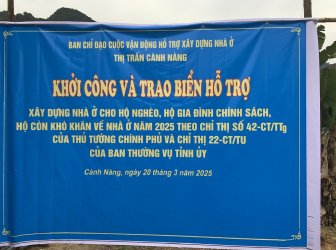 BAN CHỈ ĐẠO CUỘC VẬN ĐỘNG HỖ TRỢ XÂY DỰNG NHÀ Ở
THỊ TRẤN CÀNH NÀNG
KHỞI CÔNG VÀ TRAO BIỂN HỖ TRỢ
XÂY DỰNG NHÀ Ở CHO HỘ NGHÈO, HỘ GIA ĐÌNH CHÍNH SÁCH,
HỘ CÒN KHÓ KHĂN VỀ NHÀ Ở NĂM 2025 THEO CHỈ THỊ SỐ 42-CT/TTg
CỦA THỦ TƯỚNG CHÍNH PHỦ VÀ CHỈ THỊ 22-CT/TU
CỦA BAN THƯỜNG VỤ TỈNH ỦY
Cành Nàng, ngày 20 tháng 3 năm 2025